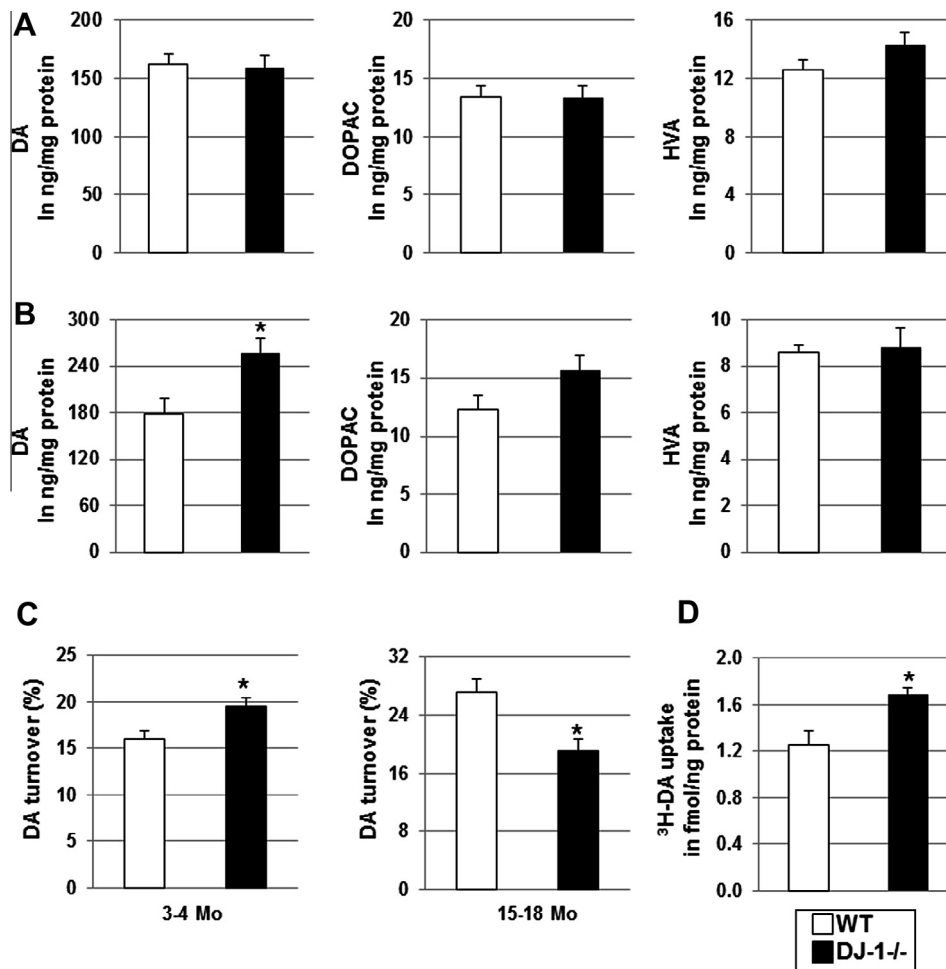 A
DA
In ng/mg protein
200
150
100
50
0
DOPAC
In ng/mg protein
20
15
10
5
0
HVA
In ng/mg protein
16
12
8
4
0
B
DA
In ng/mg protein
300
240
180
120
60
0
*
DOPAC
In ng/mg protein
20
15
10
5
0
HVA
In ng/mg protein
10
8
6
4
2
0
C
DA turnover (%)
25
20
15
10
5
0
*
3-4 Mo
DA turnover (%)
32
24
16
8
0
*
15-18 Mo
D
³H-DA uptake
in fmol/ng protein
2.0
1.6
1.2
0.8
0.4
0.0
*
WT
DJ-1-/-